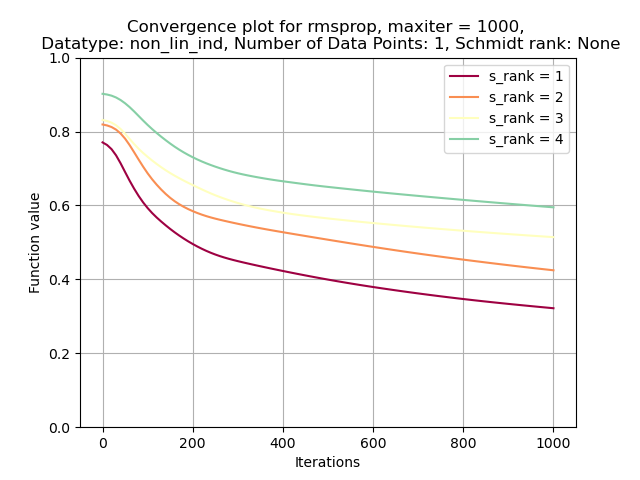 Convergence plot for rmsprop, maxiter = 1000,
Datatype: non_lin_ind, Number of Data Points: 1, Schmidt rank: None
s_rank = 1
s_rank = 2
s_rank = 3
s_rank = 4
Function value
1.0
0.8
0.6
0.4
0.2
0.0
0 200 400 600 800 1000
Iterations